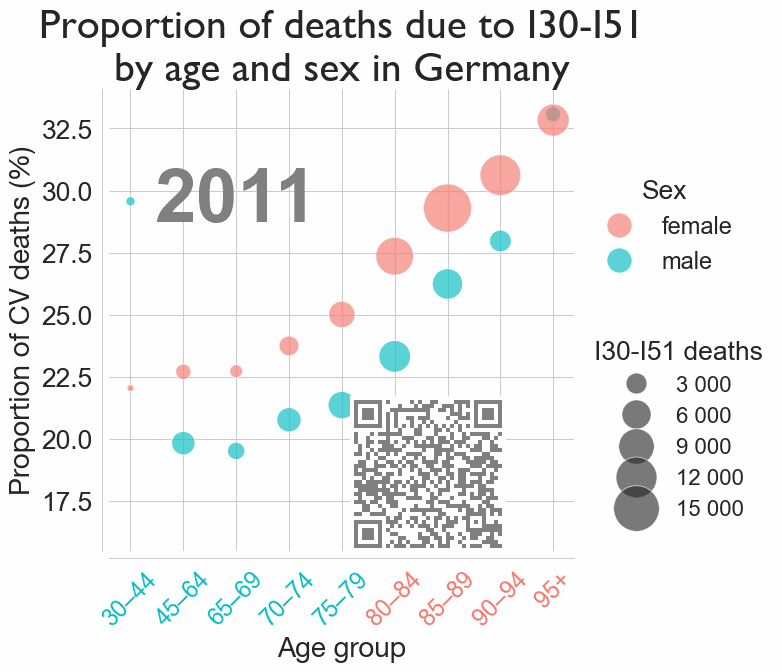 Proportion of deaths due to I30-I51
by age and sex in Germany
Proportion of CV deaths (%)
32.5
30.0
27.5
25.0
22.5
20.0
17.5
2011
Sex
female
male
I30-I51 deaths
3 000
6 000
9 000
12 000
15 000
30–44
45–64
65–69
70–74
75–79
80–84
85–89
90–94
95+
Age group